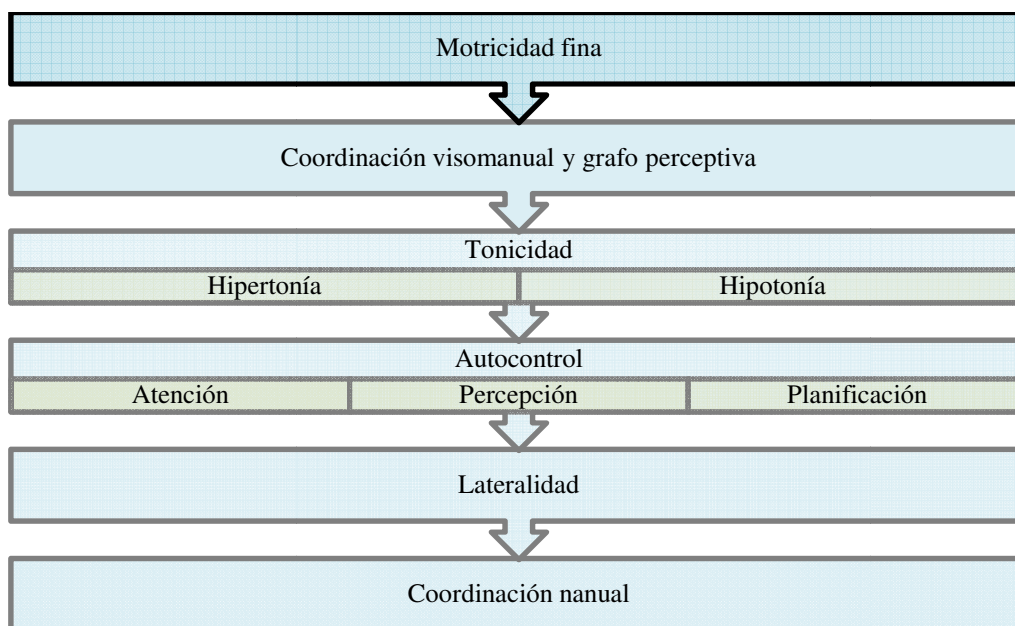 Motricidad fina
Coordinación visomanual y grafo perceptiva
Tonicidad
Hipertonía Hipotonía
Autocontrol
Atención Percepción Planificación
Lateralidad
Coordinación nanual